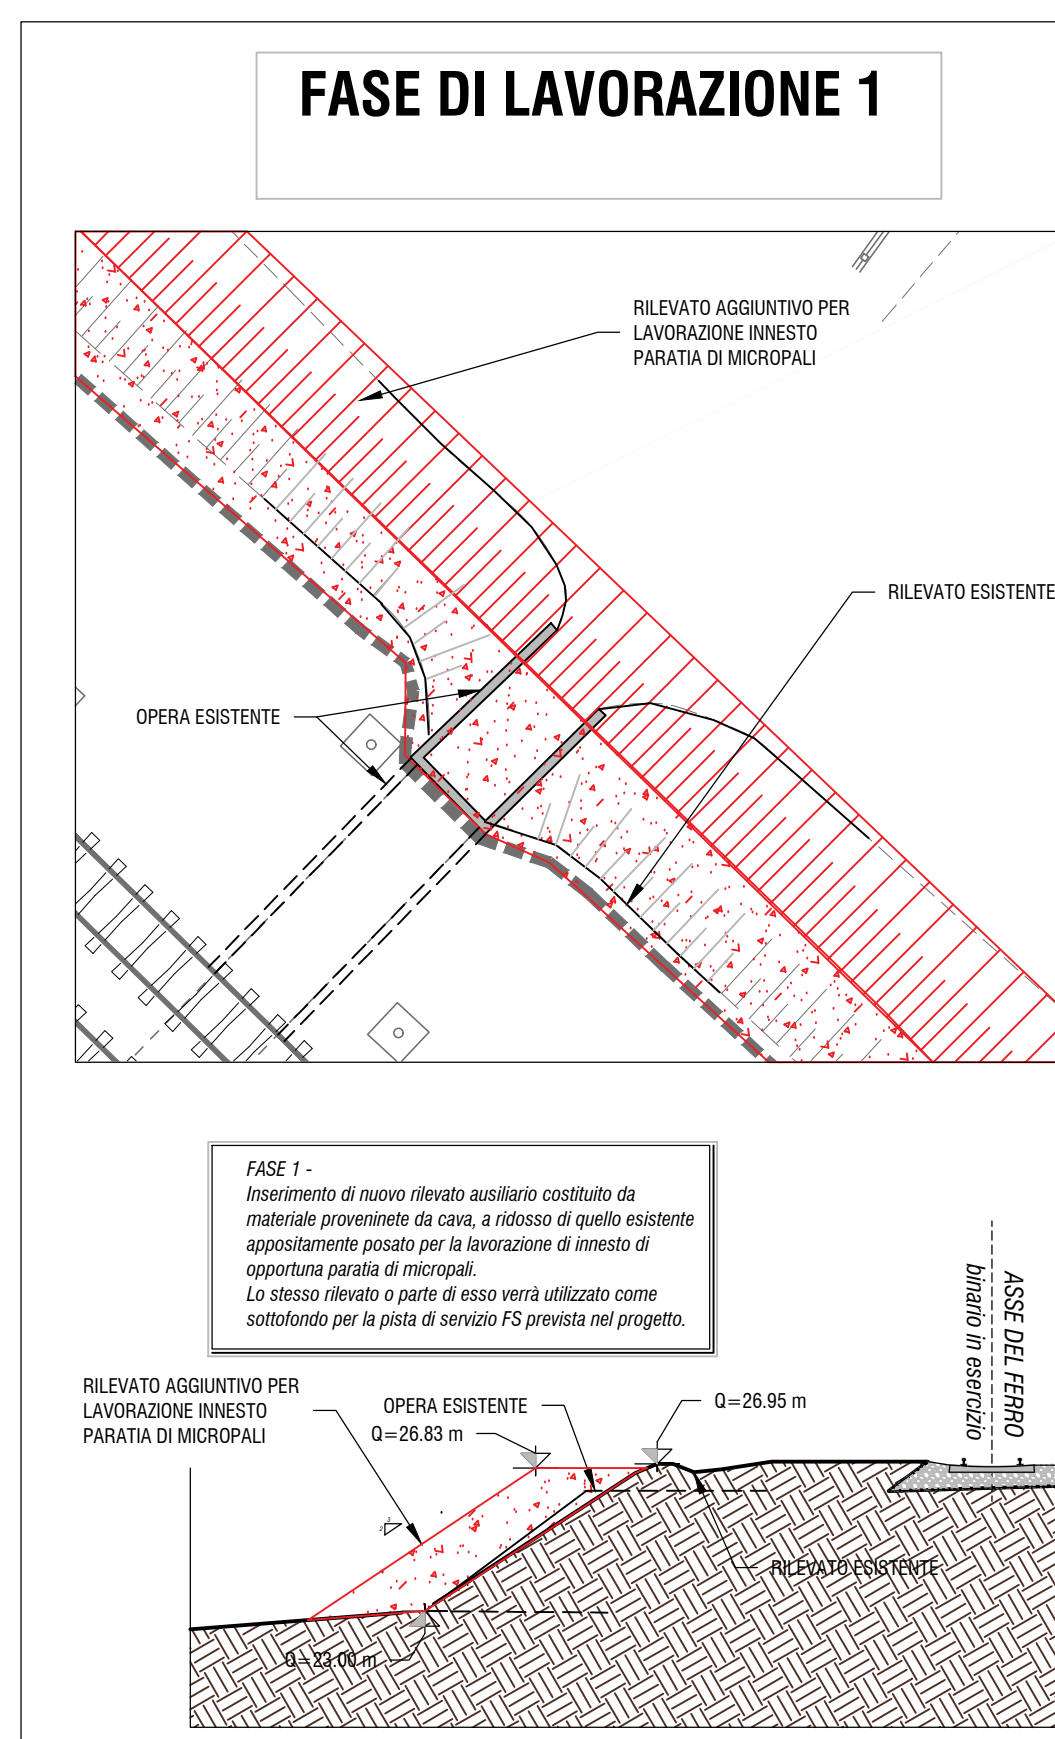 FASE DI LAVORAZIONE 1
RILEVATO AGGIUNTIVO PER
LAVORAZIONE INNESTO
PARATIA DI MICROPALI
RILEVATO ESISTENTE
OPERA ESISTENTE
FASE 1 -
Inserimento di nuovo rilevato ausiliario costituito da
materiale proveninete da cava, a ridosso di quello esistente
appositamente posato per la lavorazione di innesto di
opportuna paratia di micropali.
Lo stesso rilevato o parte di esso verrà utilizzato come
sottofondo per la pista di servizio FS prevista nel progetto.
ASSE DEL FERRO
binario in esercizio
RILEVATO AGGIUNTIVO PER
LAVORAZIONE INNESTO
PARATIA DI MICROPALI
OPERA ESISTENTE
Q=26.83 m
Q=26.95 m
3
2
RILEVATO ESISTENTE
Q=23.00 m